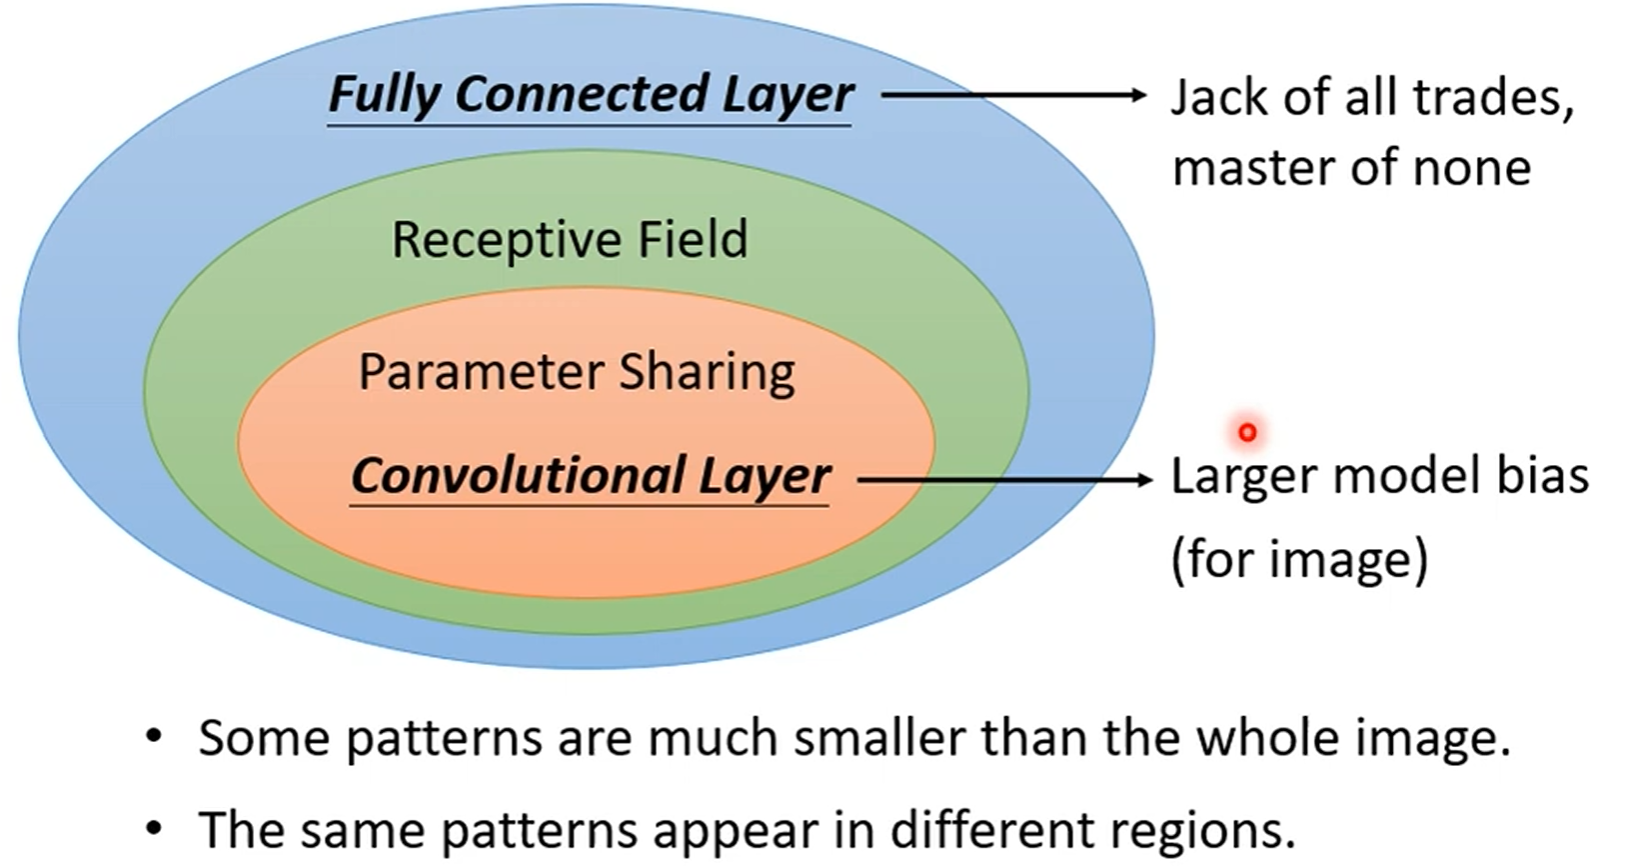 Fully Connected Layer
Jack of all trades,
master of none
Receptive Field
Parameter Sharing
Convolutional Layer
Larger model bias
(for image)
• Some patterns are much smaller than the whole image.
• The same patterns appear in different regions.